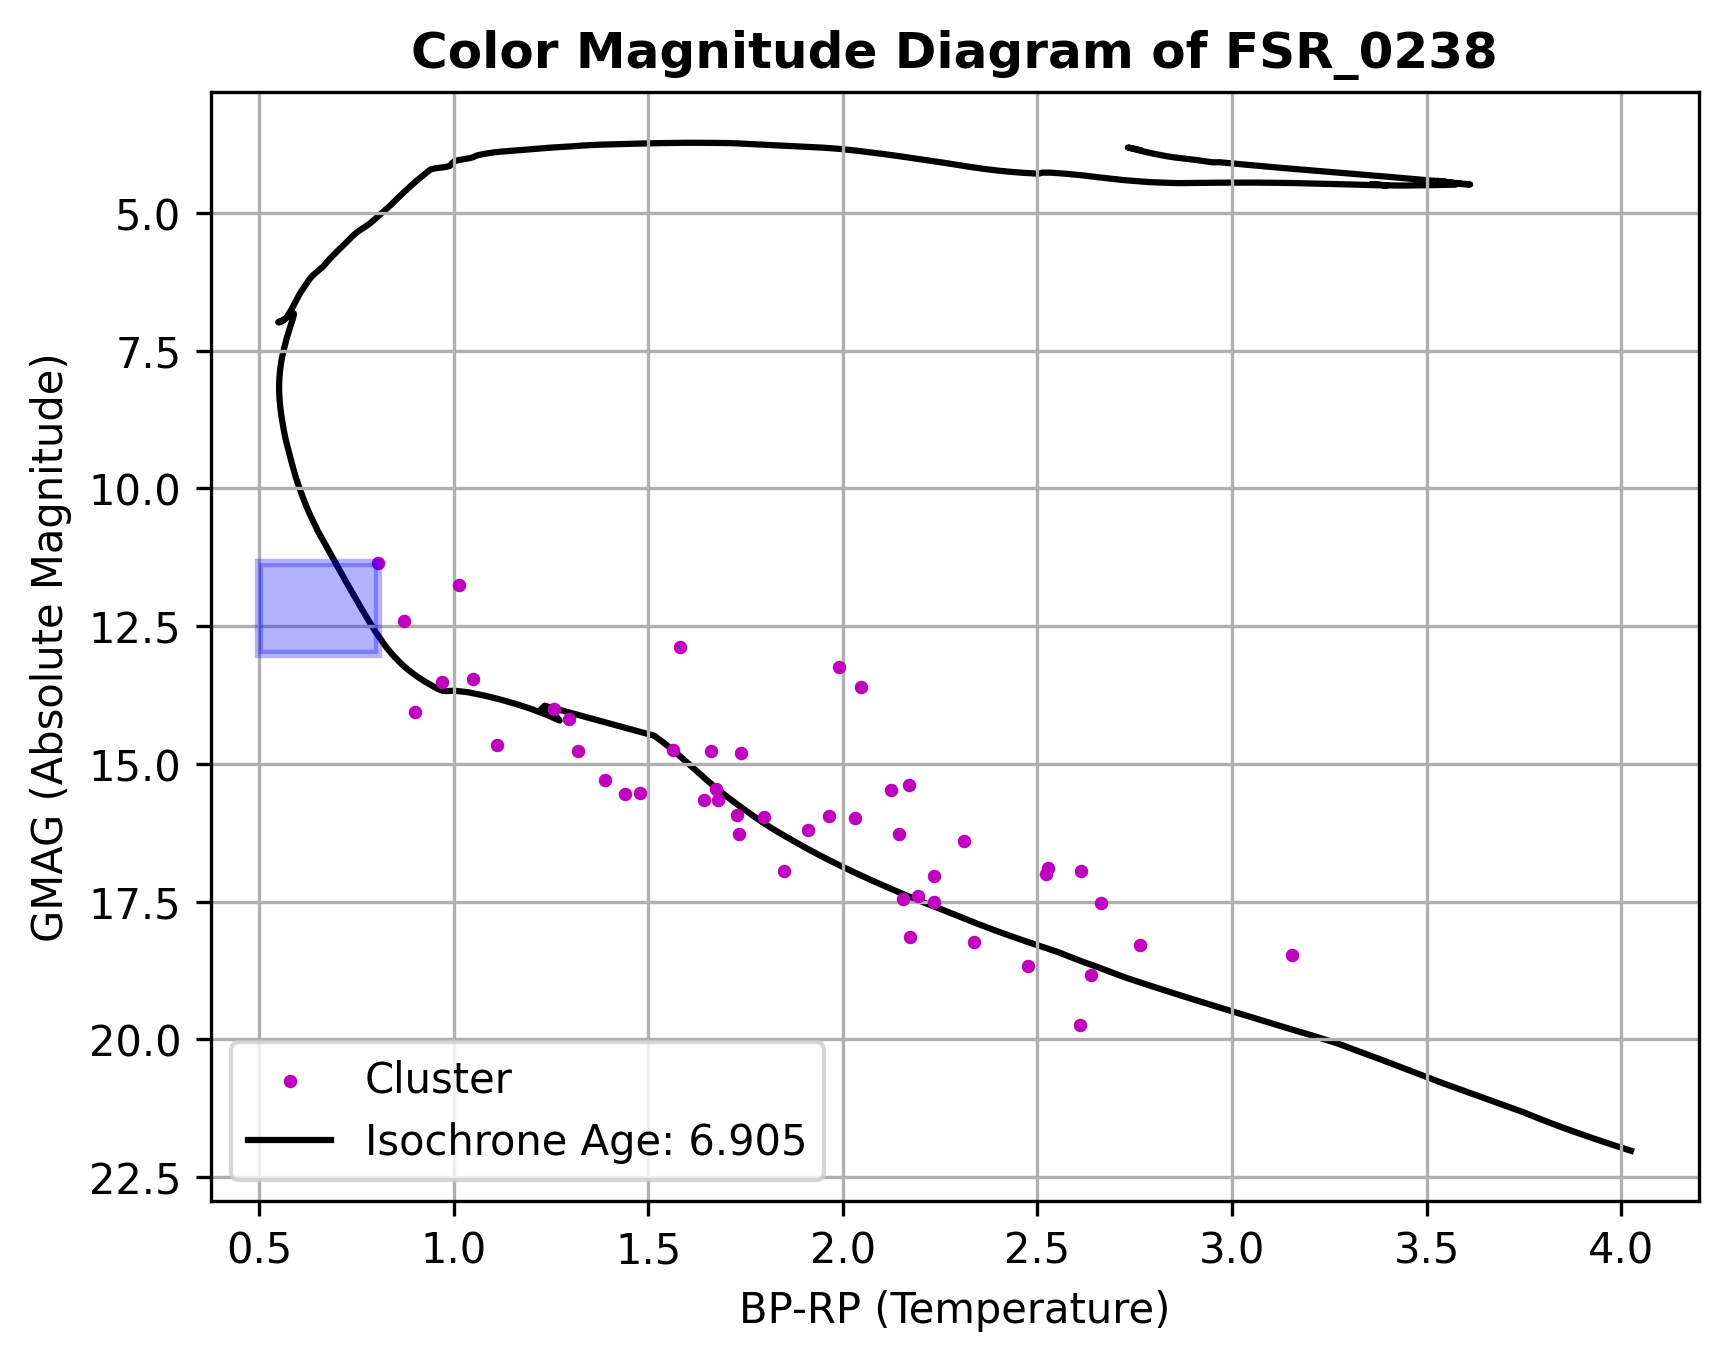 Color Magnitude Diagram of FSR_0238
GMAG (Absolute Magnitude)
5.0
7.5
10.0
12.5
15.0
17.5
20.0
22.5
Cluster
Isochrone Age: 6.905
0.5 1.0 1.5 2.0 2.5 3.0 3.5 4.0
BP-RP (Temperature)